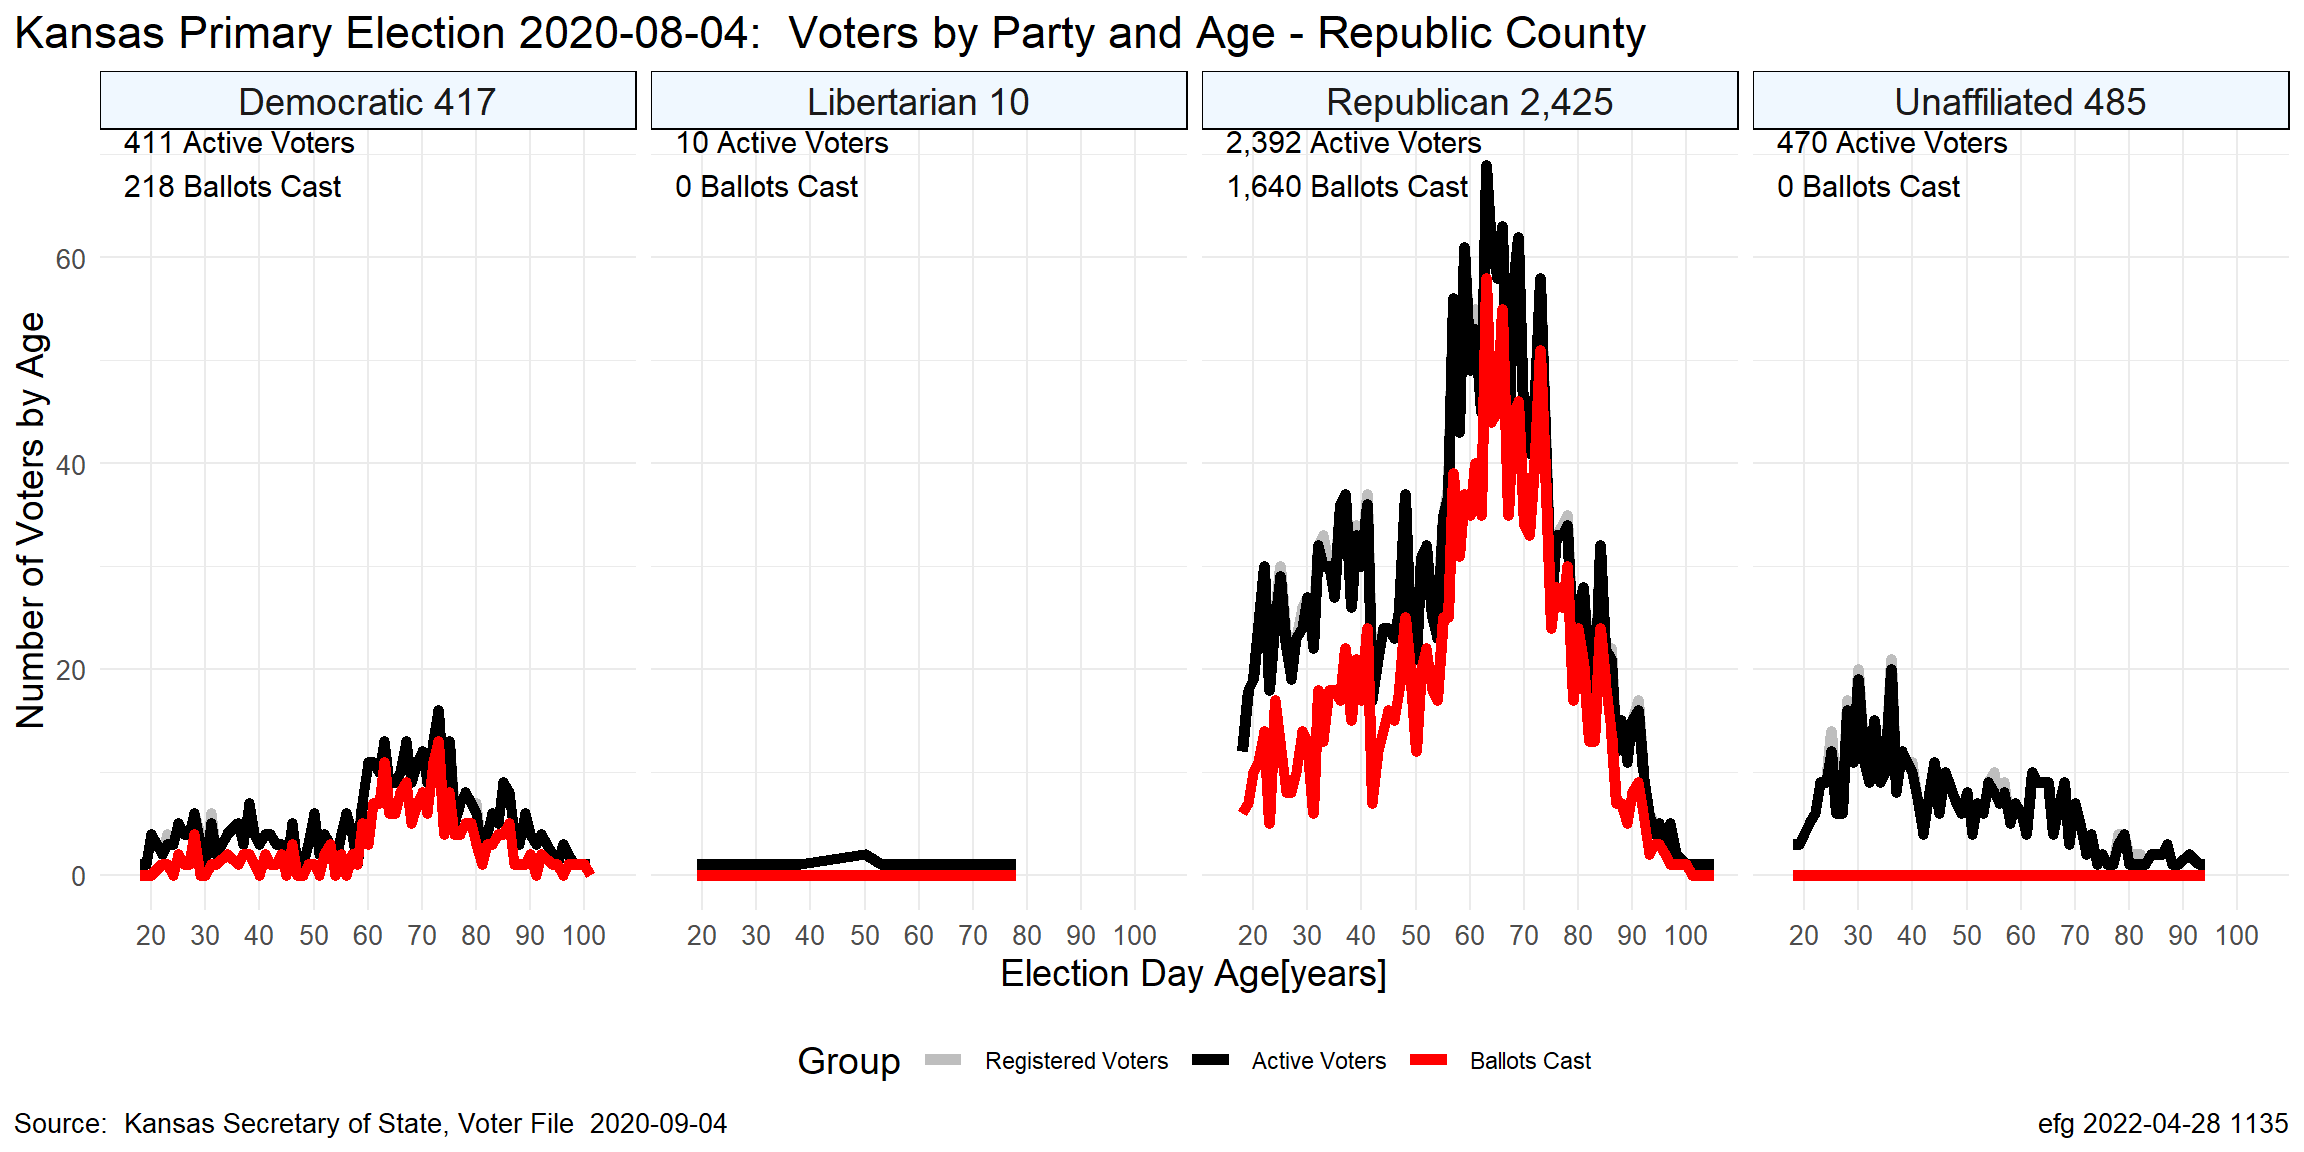 Kansas Primary Election 2020-08-04:  Voters by Party and Age - Republic County
Democratic 417
Libertarian 10
Republican 2,425
Unaffiliated 485
411 Active Voters
218 Ballots Cast
10 Active Voters
0 Ballots Cast
2,392 Active Voters
1,640 Ballots Cast
470 Active Voters
0 Ballots Cast
Number of Voters by Age
60
40
20
0
20 30 40 50 60 70 80 90 100
20 30 40 50 60 70 80 90 100
20 30 40 50 60 70 80 90 100
20 30 40 50 60 70 80 90 100
Election Day Age[years]
Group Registered Voters Active Voters Ballots Cast
Source:  Kansas Secretary of State, Voter File  2020-09-04
efg 2022-04-28 1135